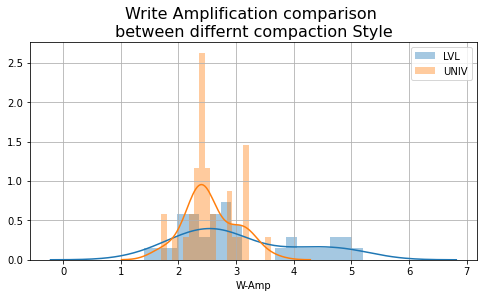 Write Amplification comparison
between differnt compaction Style
LVL
UNIV
2.5
2.0
1.5
1.0
0.5
0.0
0 1 2 3 4 5 6 7
W-Amp